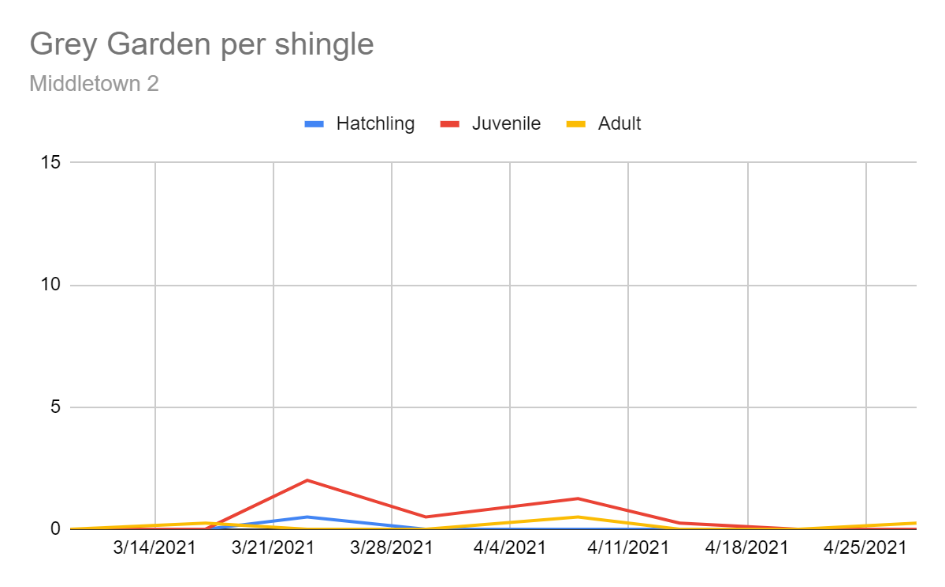 Grey Garden per shingle
Middletown 2
Hatchling Juvenile Adult
15
10
5
0
3/14/2021 3/21/2021 3/28/2021 4/4/2021 4/11/2021 4/18/2021 4/25/2021